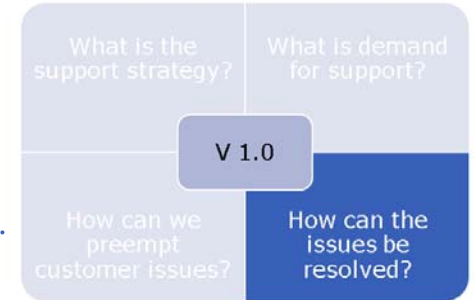 What is the
support strategy?
What is demand
for support?
V 1.0
How can we
preempt
customer issues?
How can the
issues be
resolved?